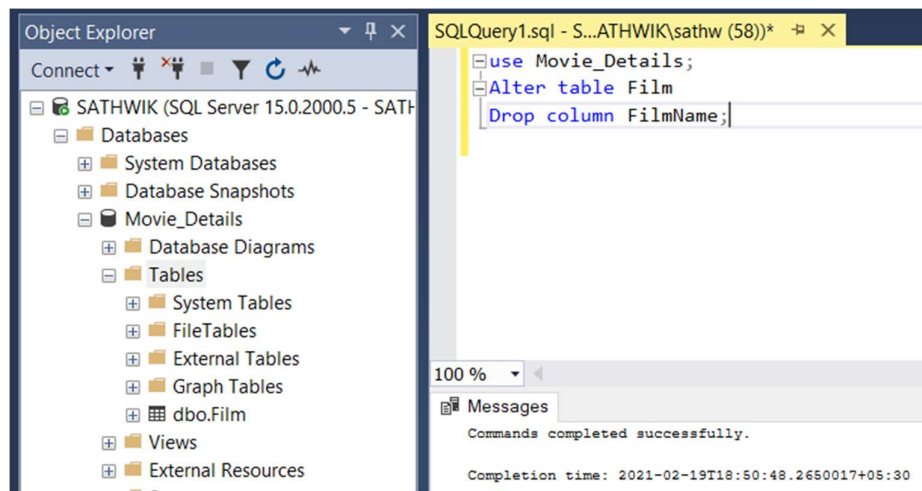 Object Explorer
Connect
SATHWIK (SQL Server 15.0.2000.5 - SATH
Databases
System Databases
Database Snapshots
Movie_Details
Database Diagrams
Tables
System Tables
FileTables
External Tables
Graph Tables
dbo.Film
Views
External Resources
SQLQuery1.sql - S...ATHWIK\sathw (58))*
use Movie_Details;
Alter table Film
Drop column FilmName;
100 %
Messages
Commands completed successfully.
Completion time: 2021-02-19T18:50:48.2650017+05:30